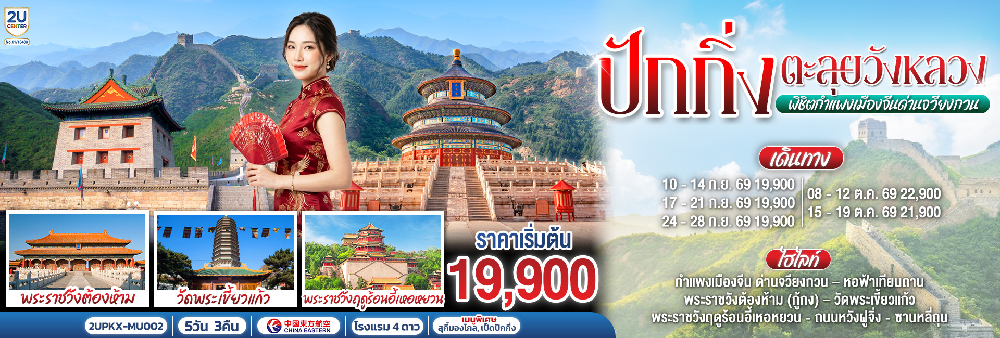 2U
CENTER
No.11/13488
ปักกิ่ง
ตะลุยวังหลวง
พิชิตกำแพงเมืองจีนด่านจวียงกวน
เดินทาง
10 - 14 ก.ย. 69 19,900
17 - 21 ก.ย. 69 19,900
24 - 28 ก.ย. 69 19,900
08 - 12 ต.ค. 69 22,900
15 - 19 ต.ค. 69 21,900
ไฮไลท์
กำแพงเมืองจีน ด่านจวียงกวน – หอฟ้าเทียนถาน
พระราชวังต้องห้าม (กู้กง) – วัดพระเขี้ยวแก้ว
พระราชวังฤดูร้อนอี้เหอหยวน - ถนนหวังฝูจิ่ง - ซานหลี่ถุน
ราคาเริ่มต้น
19,900
พระราชวังต้องห้าม
วัดพระเขี้ยวแก้ว
พระราชวังฤดูร้อนอี้เหอหยวน
2UPKX-MU002
5วัน 3คืน
中國東方航空
CHINA EASTERN
โรงแรม 4 ดาว
เมนูพิเศษ
สุกี้มองโกล, เป็ดปักกิ่ง